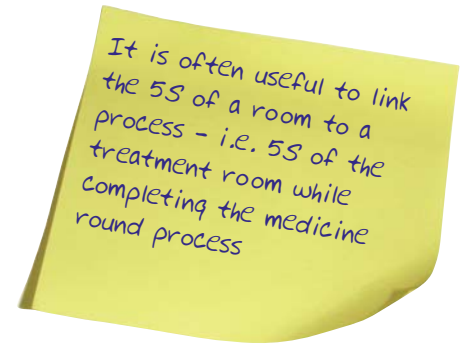 It is often useful to link
the 5S of a room to a
process - i.e. 5S of the
treatment room while
completing the medicine
round process